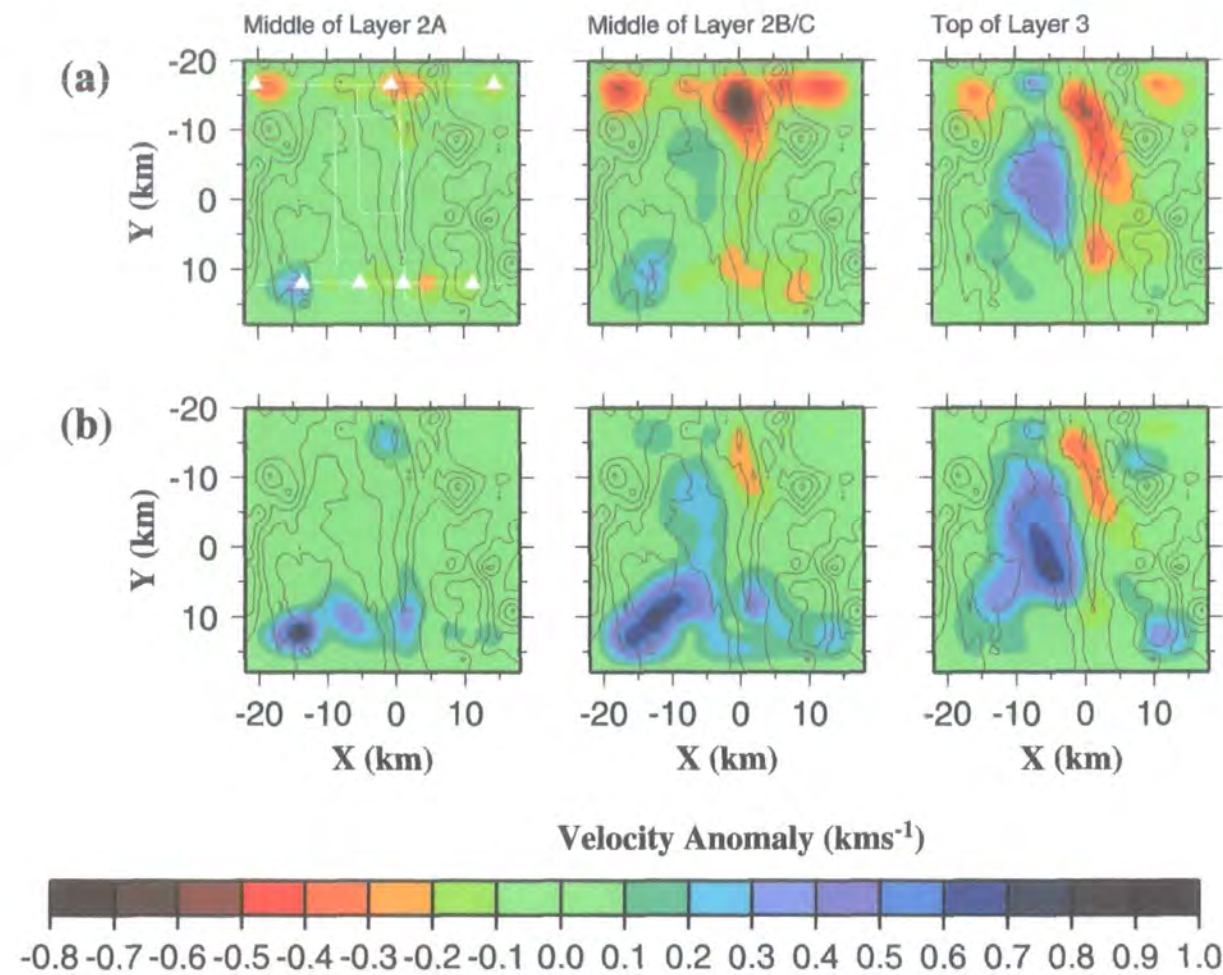 Middle of Layer 2A Middle of Layer 2B/C Top of Layer 3
(a)
-20
-10
0
10
Y (km)
(b)
-20
-10
0
10
Y (km)
-20 -10 0 10 -20 -10 0 10 -20 -10 0 10
X (km) X (km) X (km)
Velocity Anomaly (kms-1)
-0.8 -0.7 -0.6 -0.5 -0.4 -0.3 -0.2 -0.1 0.0 0.1 0.2 0.3 0.4 0.5 0.6 0.7 0.8 0.9 1.0